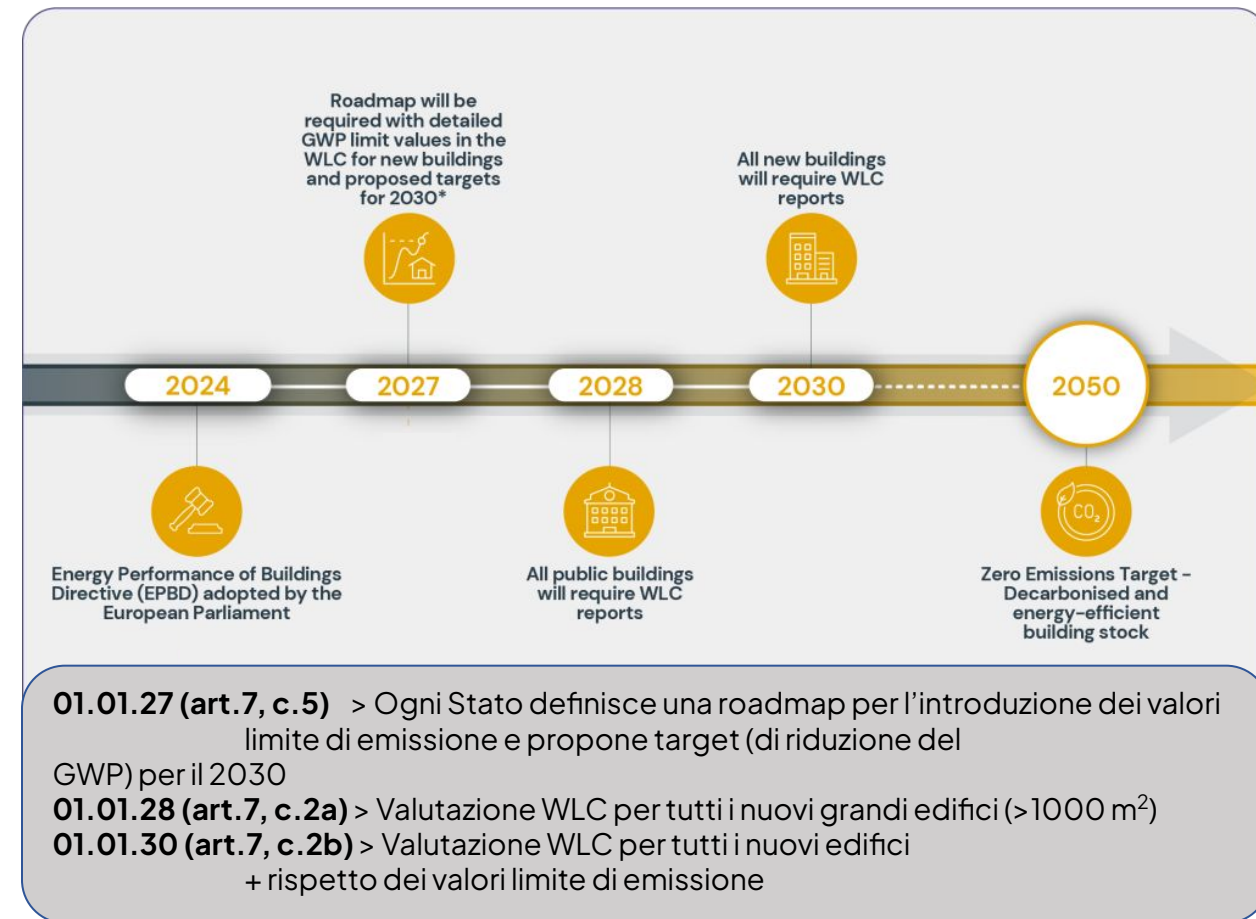 Roadmap will be
required with detailed
GWP limit values in the
WLC for new buildings
and proposed targets
for 2030*
All new buildings
will require WLC
reports
2024
2027
2028
2030
2050
CO₂
Energy Performance of Buildings
Directive (EPBD) adopted by the
European Parliament
All public buildings
will require WLC
reports
Zero Emissions Target -
Decarbonised and
energy-efficient
building stock
01.01.27 (art.7, c.5) > Ogni Stato definisce una roadmap per l'introduzione dei valori
limite di emissione e propone target (di riduzione del
GWP) per il 2030
01.01.28 (art.7, c.2a) > Valutazione WLC per tutti i nuovi grandi edifici (>1000 m²)
01.01.30 (art.7, c.2b) > Valutazione WLC per tutti i nuovi edifici
+ rispetto dei valori limite di emissione